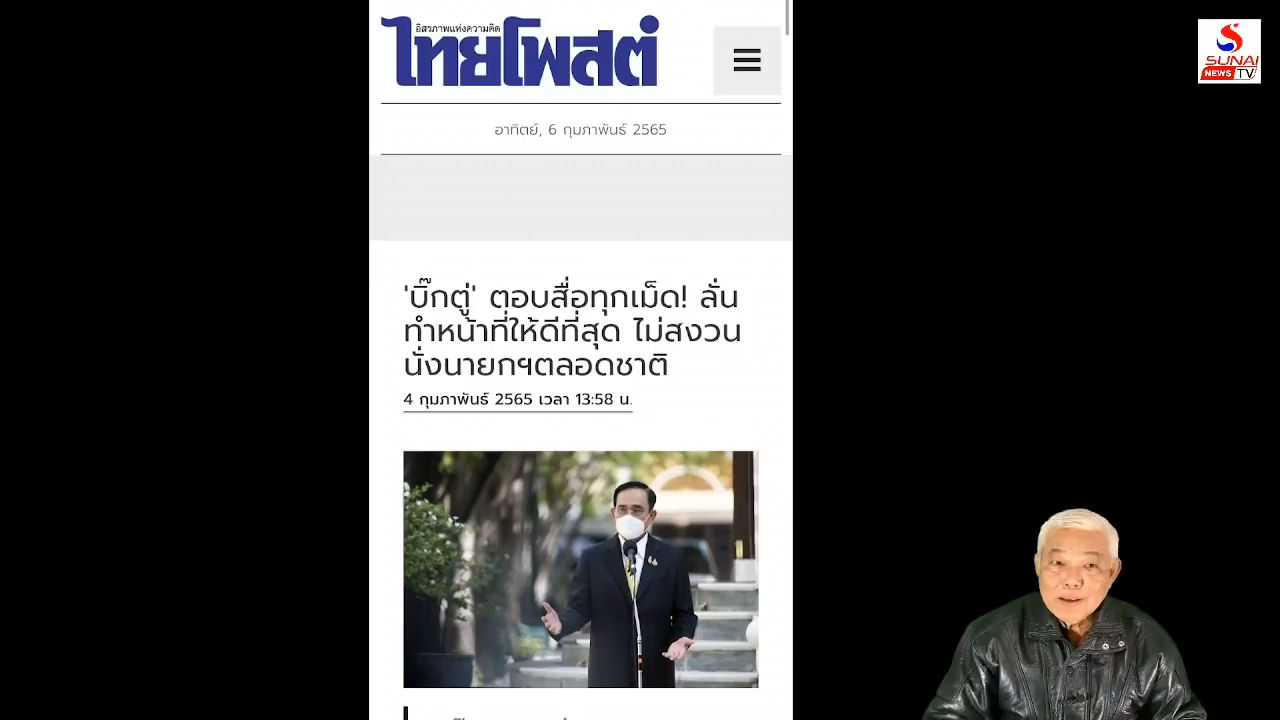 อิสรภาพแห่งความคิด
ไทยโพสต์
อาทิตย์, 6 กุมภาพันธ์ 2565
'บิ๊กตู่' ตอบสื่อทุกเม็ด! ลั่น
ทำหน้าที่ให้ดีที่สุด ไม่สงวน
นั่งนายกฯตลอดชาติ
4 กุมภาพันธ์ 2565 เวลา 13:58 น.
SUNAI
NEWS TV